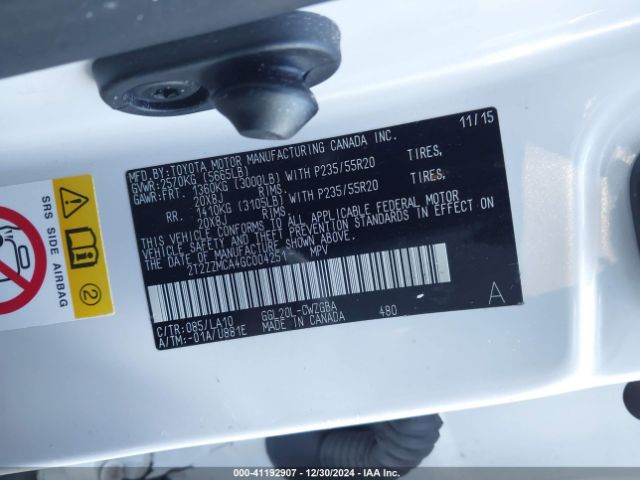 MFD.BY:TOYOTA MOTOR MANUFACTURING CANADA INC. 11/15
GVWR:2570KG (5665LB)
GAWR:FRT. 1360KG (3000LB) WITH P235/55R20 TIRES,
20X8J RIMS,
RR. 1410KG (3105LB) WITH P235/55R20 TIRES,
20X8J RIMS,
THIS VEHICLE CONFORMS TO ALL APPLICABLE FEDERAL MOTOR
VEHICLE SAFETY AND THEFT PREVENTION STANDARDS IN EFFECT ON
THE DATE OF MANUFACTURE SHOWN ABOVE.
2T2ZZMCA4GC004251 MPV
C/TR:085/LA10 GGL20L-CWZGBA 480 A
A/TM:-01A/U881E MADE IN CANADA
SRS SIDE AIRBAG
2
000-41192907 - 12/30/2024 - IAA Inc.